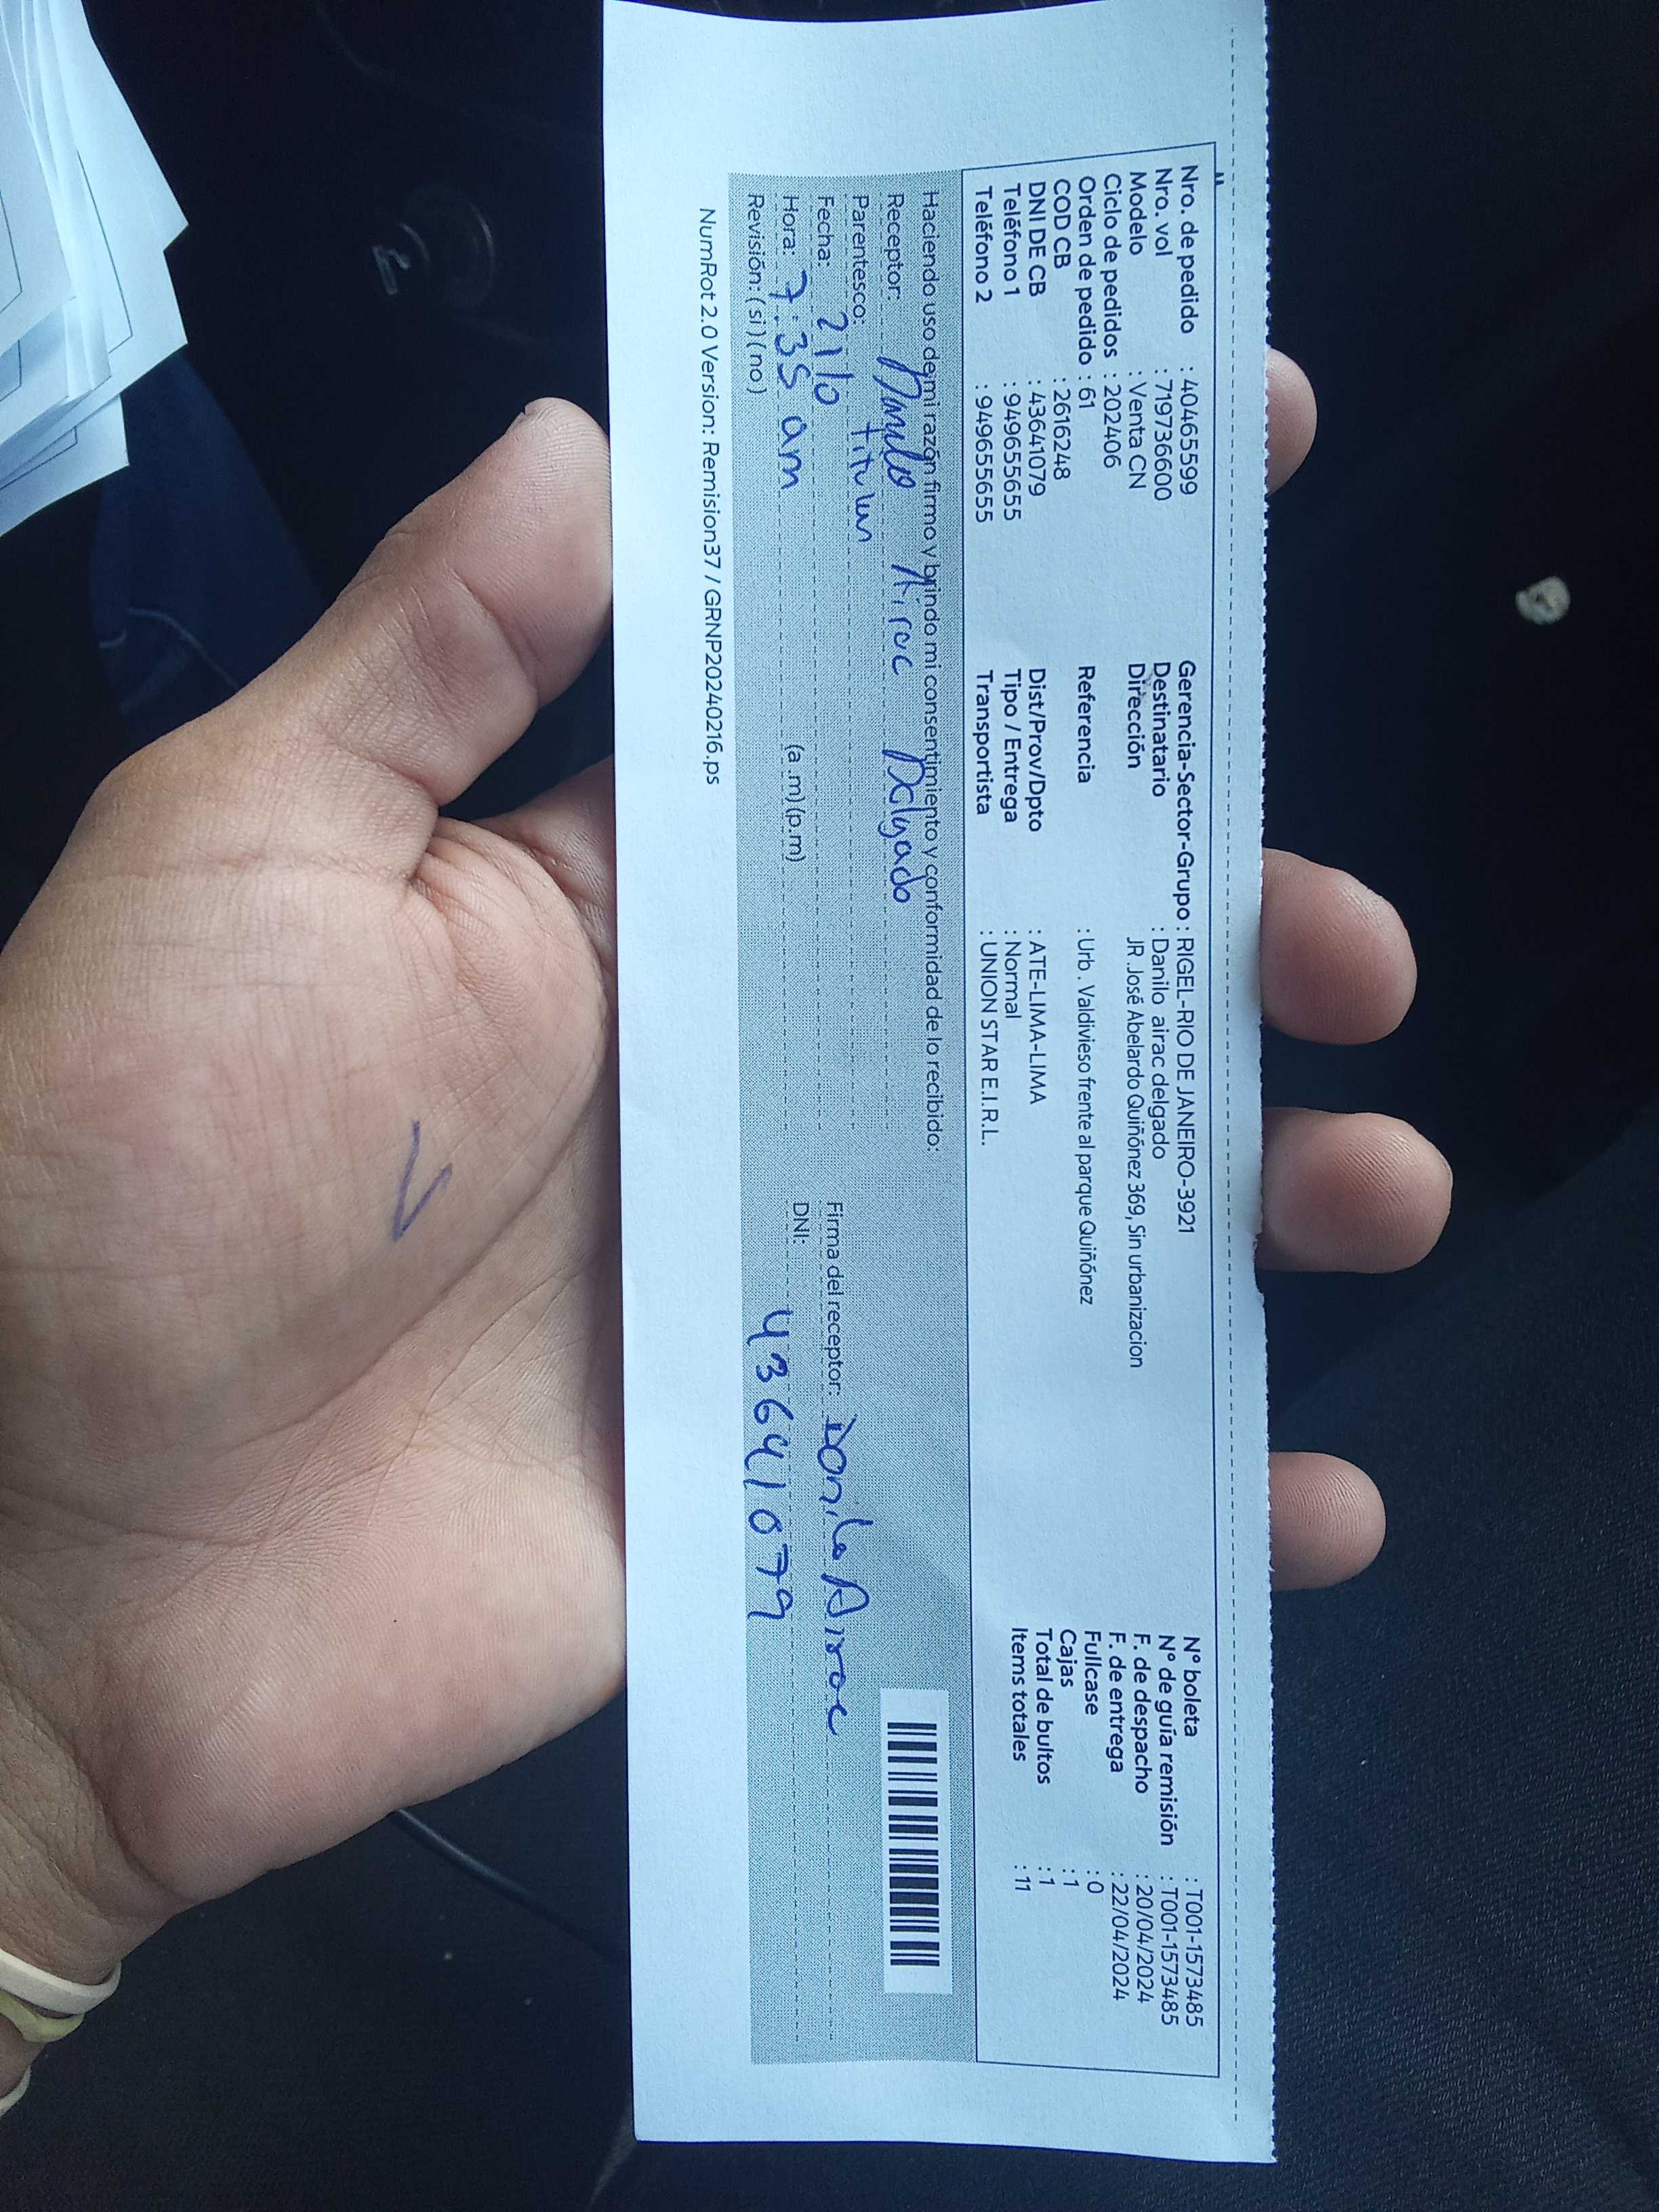 Nro. de pedido : 40465599
Nro. vol : 719736600
Modelo : Venta CN
Ciclo de pedidos : 202406
Orden de pedido : 61
COD CB : 2616248
DNI DE CB : 43641079
Teléfono 1 : 949655655
Teléfono 2 : 949655655
Gerencia-Sector-Grupo : RIGEL-RIO DE JANEIRO-3921
Destinatario : Danilo airac delgado
Dirección JR .José Abelardo Quiñónez 369, Sin urbanizacion
Referencia : Urb . Valdivieso frente al parque Quiñónez
Dist/Prov/Dpto : ATE-LIMA-LIMA
Tipo / Entrega : Normal
Transportista : UNION STAR E.I.R.L.
N° boleta : T001-1573485
N° de guía remisión : T001-1573485
F. de despacho : 20/04/2024
F. de entrega : 22/04/2024
Fullcase : 0
Cajas : 1
Total de bultos : 1
Items totales : 11
Haciendo uso de mi razón firmo y brindo mi consentimiento y conformidad de lo recibido:
Receptor: Danilo Airac Delgado
Parentesco: titular
Fecha:
Hora: 7:35 am (a .m) (p.m)
Revisión: ( si ) ( no )
Firma del receptor: Danilo Airac
DNI: 43641079
NumRot 2.0 Version: Remision37 / GRNP20240216.ps